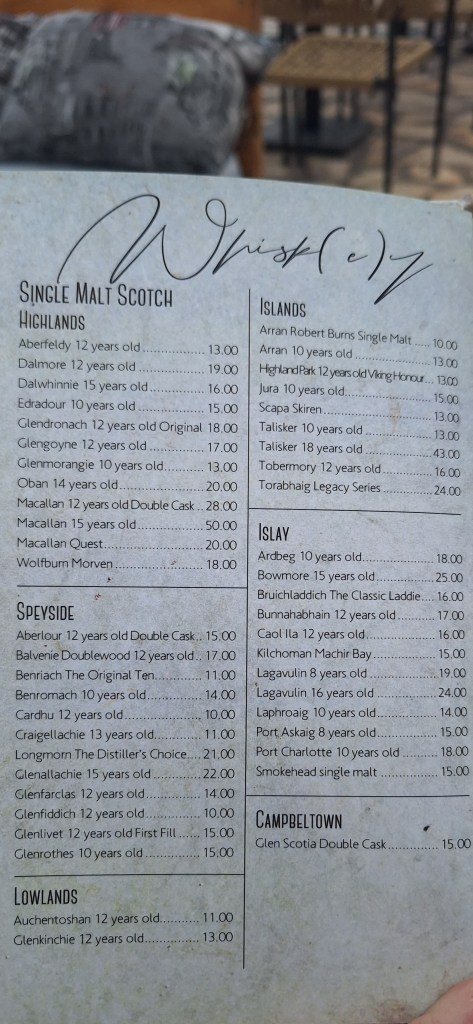 Whisk(e)y
SINGLE MALT SCOTCH
HIGHLANDS
Aberfeldy 12 years old ................. 13.00
Dalmore 12 years old .................. 19.00
Dalwhinnie 15 years old .............. 16.00
Edradour 10 years old ................. 15.00
Glendronach 12 years old Original 18.00
Glengoyne 12 years old ............... 17.00
Glenmorangie 10 years old .......... 13.00
Oban 14 years old ....................... 20.00
Macallan 12 years old Double Cask .. 28.00
Macallan 15 years old .................. 50.00
Macallan Quest ........................... 20.00
Wolfburn Morven ........................ 18.00
SPEYSIDE
Aberlour 12 years old Double Cask .. 15.00
Balvenie Doublewood 12 years old .. 17.00
Benriach The Original Ten ............. 11.00
Benromach 10 years old ............... 14.00
Cardhu 12 years old ..................... 10.00
Craigellachie 13 years old ............. 11.00
Longmorn The Distiller's Choice .... 21.00
Glenallachie 15 years old .............. 22.00
Glenfarclas 12 years old ............... 14.00
Glenfiddich 12 years old ............... 10.00
Glenlivet 12 years old First Fill ...... 15.00
Glenrothes 10 years old ............... 15.00
LOWLANDS
Auchentoshan 12 years old .......... 11.00
Glenkinchie 12 years old ............... 13.00
ISLANDS
Arran Robert Burns Single Malt ..... 10.00
Arran 10 years old ....................... 13.00
Highland Park 12 years old Viking Honour ... 13.00
Jura 10 years old ......................... 15.00
Scapa Skiren ............................... 13.00
Talisker 10 years old .................... 13.00
Talisker 18 years old .................... 43.00
Tobermory 12 years old ............... 16.00
Torabhaig Legacy Series .............. 24.00
ISLAY
Ardbeg 10 years old ..................... 18.00
Bowmore 15 years old .................. 25.00
Bruichladdich The Classic Laddie .... 16.00
Bunnahabhain 12 years old .......... 17.00
Caol Ila 12 years old ..................... 16.00
Kilchoman Machir Bay .................. 15.00
Lagavulin 8 years old ................... 19.00
Lagavulin 16 years old .................. 24.00
Laphroaig 10 years old ................. 14.00
Port Askaig 8 years old ................. 15.00
Port Charlotte 10 years old .......... 18.00
Smokehead single malt ................ 15.00
CAMPBELTOWN
Glen Scotia Double Cask .............. 15.00